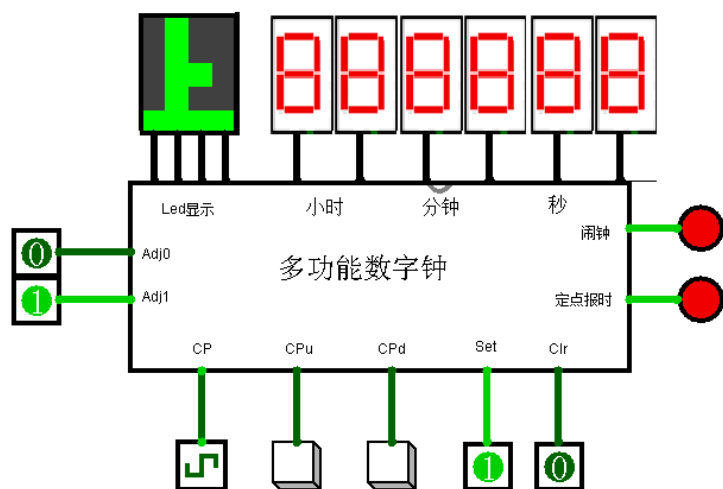 888888
Led显示
小时
分钟
秒
闹钟
0
Adj0
多功能数字钟
1
Adj1
定点报时
CP
CPu
CPd
Set
Clr
1
0